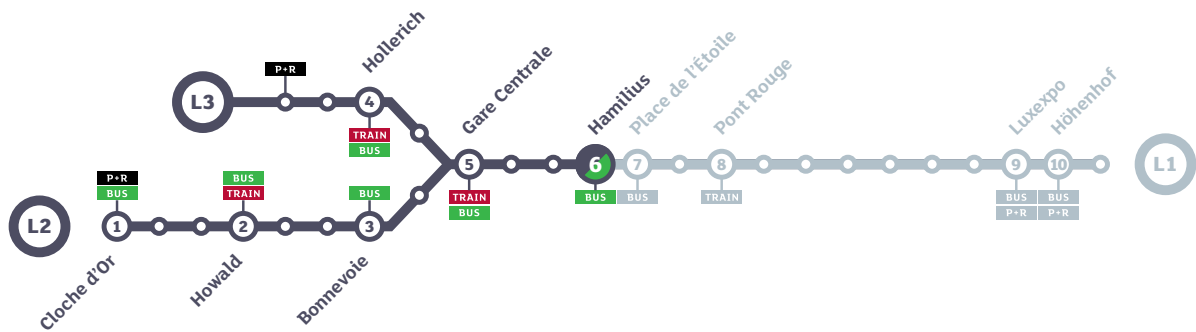 L3
P+R
4
Hollerich
TRAIN
BUS
L2
P+R
BUS
1
Cloche d'Or
BUS
TRAIN
2
Howald
BUS
3
Bonnevoie
5
Gare Centrale
TRAIN
BUS
6
Hamilius
BUS
7
Place de l'Étoile
BUS
8
Pont Rouge
TRAIN
9
Luxexpo
BUS
P+R
10
Höhenhof
BUS
P+R
L1